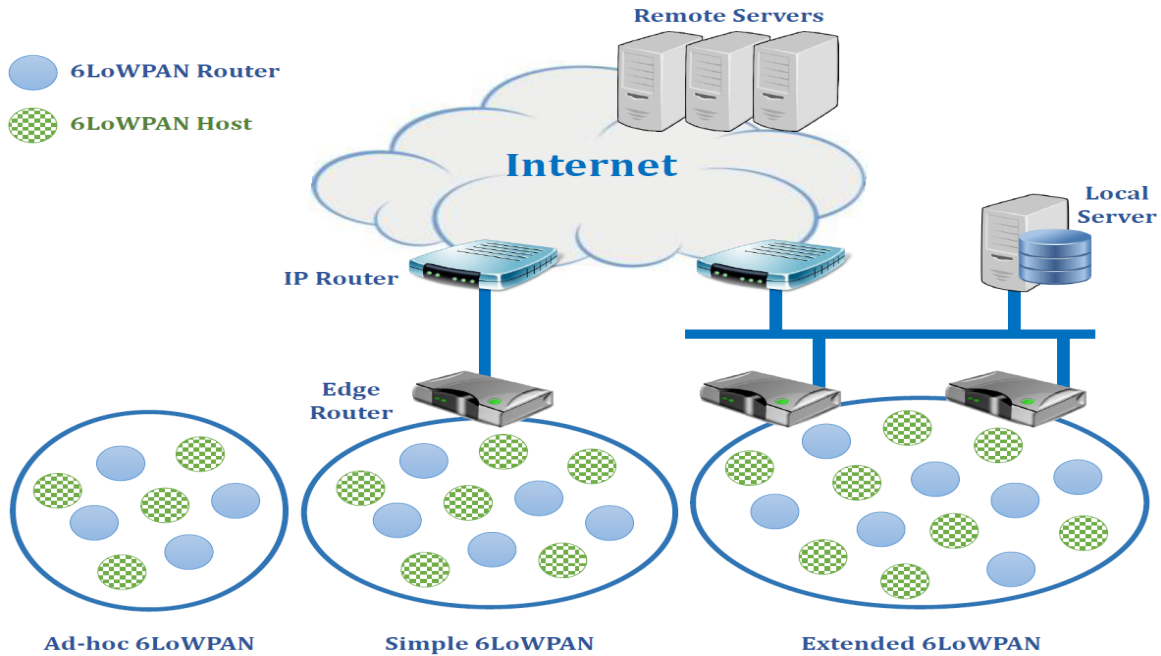 Remote Servers
6LoWPAN Router
6LoWPAN Host
Internet
Local
Server
IP Router
Edge
Router
Ad-hoc 6LoWPAN
Simple 6LoWPAN
Extended 6LoWPAN